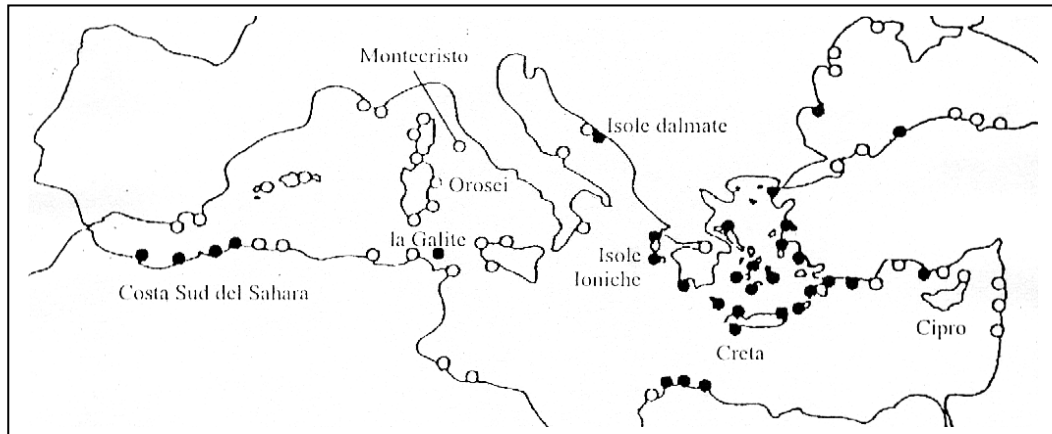 Montecristo
Isole dalmate
Orosei
la Galite
Isole
Ioniche
Costa Sud del Sahara
Cipro
Creta